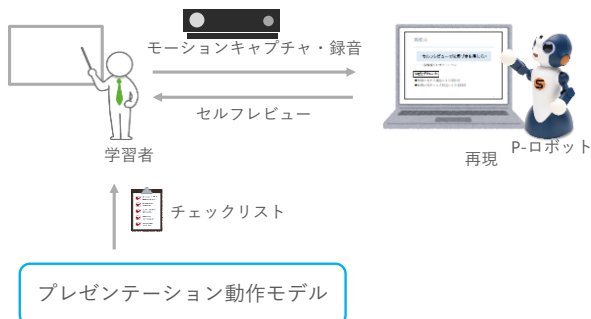 モーションキャプチャ・録音
セルフレビュー
学習者
再現
P-ロボット
S
チェックリスト
プレゼンテーション動作モデル